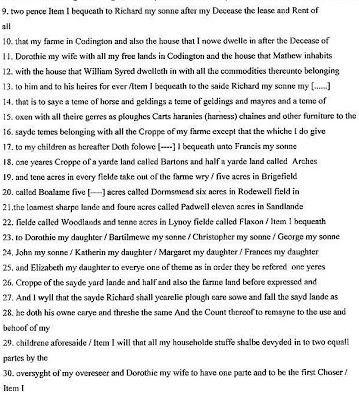 9. two pence Item I bequeath to Richard my sonne after my Decease the lease and Rent of
all
10. that my farme in Codington and also the house that I nowe dwelle in after the Decease of
11. Dorothie my wife with all my free lands in Codington and the house that Mathew inhabits
12. with the house that William Syred dwelleth in with all the commodities thereunto belonging
13. to him and to his heires for ever /Item I bequeath to the saide Richard my sonne my [......]
14. that is to saye a teme of horse and geldings a teme of geldings and mayres and a teme of
15. oxen with all theire gerres as ploughes Carts haranies (harness) chaines and other furniture to the
16. sayde temes belonging with all the Croppe of my farme except that the whiche I do give
17. to my children as hereafter Doth folowe [----] I bequeath unto Francis my sonne
18. one yeares Croppe of a yarde land called Bartons and half a yarde land called Arches
19. and tene acres in every fielde take out of the farme wry / five acres in Brigefield
20. called Boalame five [----] acres called Dormsmend six acres in Rodewell field in
21.the loamest sharpe lande and foure acres called Padwell eleven acres in Sandlande
22. fielde called Woodlands and tenne acres in Lynoy fielde called Flaxon / Item I bequeath
23. to Dorothie my daughter / Bartilmewe my sonne / Christopher my sonne / George my sonne
24. John my sonne / Katherin my daughter / Margaret my daughter / Frances my daughter
25. and Elizabeth my daughter to everye one of theme as in order they be refered one yeres
26. Croppe of the sayde yard lande and half and also the farme land before expressed and
27. And I wyll that the sayde Richard shall yearelie plough eare sowe and fall the sayd lande as
28. he doth his owne carye and threshe the same And the Count thereof to remayne to the use and
behoof of my
29. childrene aforesaide / Item I will that all my householde stuffe shalbe devyded in to two equall
partes by the
30. oversyght of my overeseer and Dorothie my wife to have one parte and to be the first Choser /
Item I